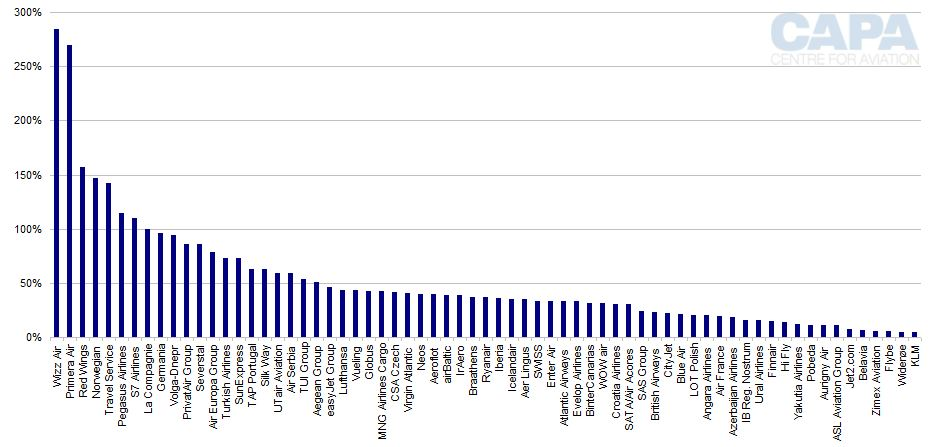 CAPA
CENTRE FOR AVIATION
300%
250%
200%
150%
100%
50%
0%
Wizz Air
Primera Air
Red Wings
Norwegian
Travel Service
Pegasus Airlines
S7 Airlines
La Compagnie
Germania
Volga-Dnepr
PrivatAir Group
Severstal
Air Europa Group
Turkish Airlines
SunExpress
TAP Portugal
Silk Way
UTair Aviation
Air Serbia
TUI Group
Aegean Group
easyJet Group
Lufthansa
Vueling
Globus
MNG Airlines Cargo
CSA Czech
Virgin Atlantic
Neos
Aeroflot
airBaltic
IrAero
Braathens
Ryanair
Iberia
Icelandair
Aer Lingus
SWISS
Enter Air
Atlantic Airways
Evelop Airlines
BinterCanarias
WOW air
Croatia Airlines
SATA/Air Acores
SAS Group
British Airways
CityJet
Blue Air
LOT Polish
Angara Airlines
Air France
Azerbaijan Airlines
IB Reg. Nostrum
Ural Airlines
Finnair
Hi Fly
Yakutia Airlines
Pobeda
Aurigny Air
ASL Aviation Group
Jet2.com
Belavia
Zimex Aviation
Flybe
Widerøe
KLM